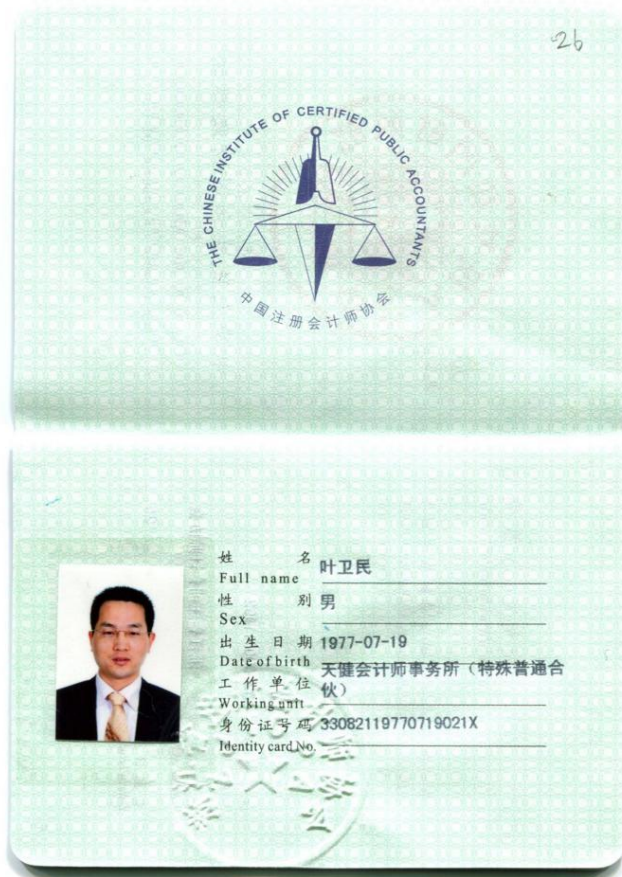 26
THE CHINESE INSTITUTE OF CERTIFIED PUBLIC ACCOUNTANTS
中国注册会计师协会
姓 名 叶卫民
Full name
性 别 男
Sex
出生日期 1977-07-19
Date of birth
工作单位 天健会计师事务所（特殊普通合
Working unit 伙）
身份证号码 33082119770719021X
Identity card No.